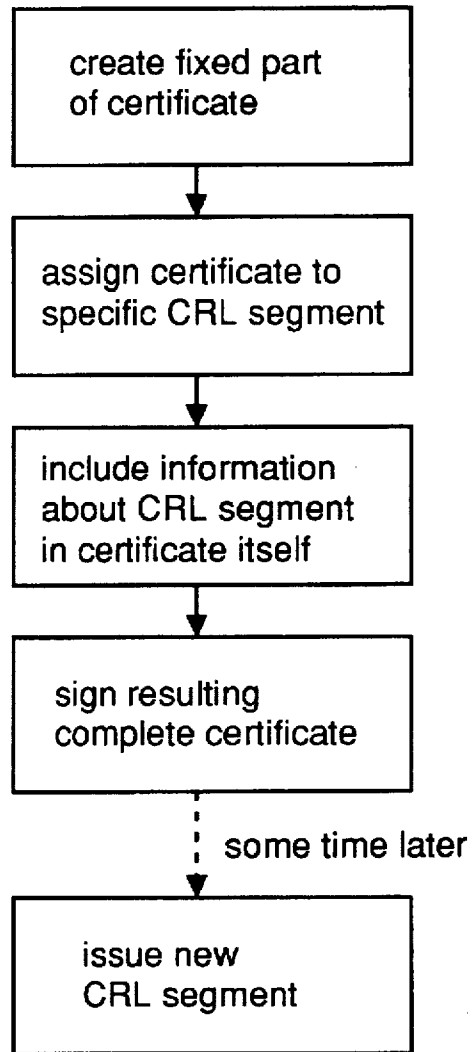 create fixed part
of certificate
assign certificate to
specific CRL segment
include information
about CRL segment
in certificate itself
sign resulting
complete certificate
some time later
issue new
CRL segment